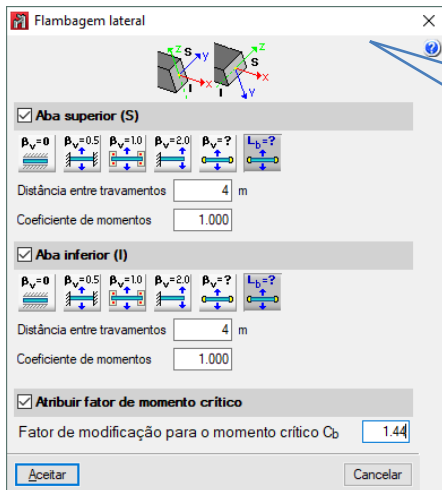 Flambagem lateral
z S y x I
z S x I y
Aba superior (S)
βv=0 βv=0.5 βv=1.0 βv=2.0 βv=? Lb=?
Distância entre travamentos 4 m
Coeficiente de momentos 1.000
Aba inferior (I)
βv=0 βv=0.5 βv=1.0 βv=2.0 βv=? Lb=?
Distância entre travamentos 4 m
Coeficiente de momentos 1.000
Atribuir fator de momento crítico
Fator de modificação para o momento crítico Cb 1.44
Aceitar Cancelar